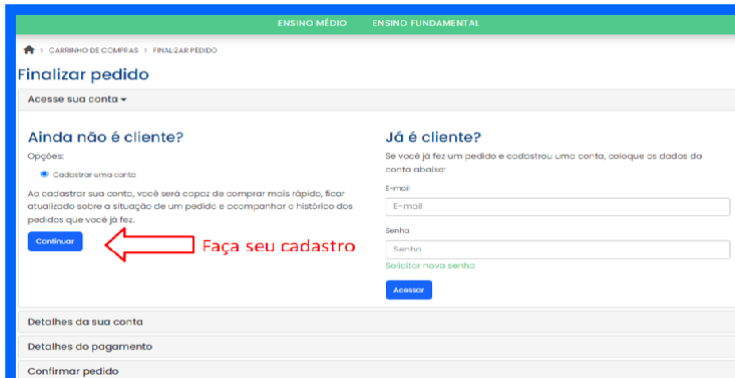 ENSINO MÉDIO ENSINO FUNDAMENTAL
> CARRINHO DE COMPRAS > FINALIZAR PEDIDO
Finalizar pedido
Acesse sua conta
Ainda não é cliente?
Opções:
Cadastrar uma conta
Ao cadastrar sua conta, você será capaz de comprar mais rápido, ficar
atualizado sobre a situação de um pedido e acompanhar o histórico dos
pedidos que você já fez.
Continuar
Faça seu cadastro
Já é cliente?
Se você já fez um pedido e cadastrou uma conta, coloque os dados da
conta abaixo:
E-mail
E-mail
Senha
Senha
Solicitar nova senha
Acessar
Detalhes da sua conta
Detalhes do pagamento
Confirmar pedido